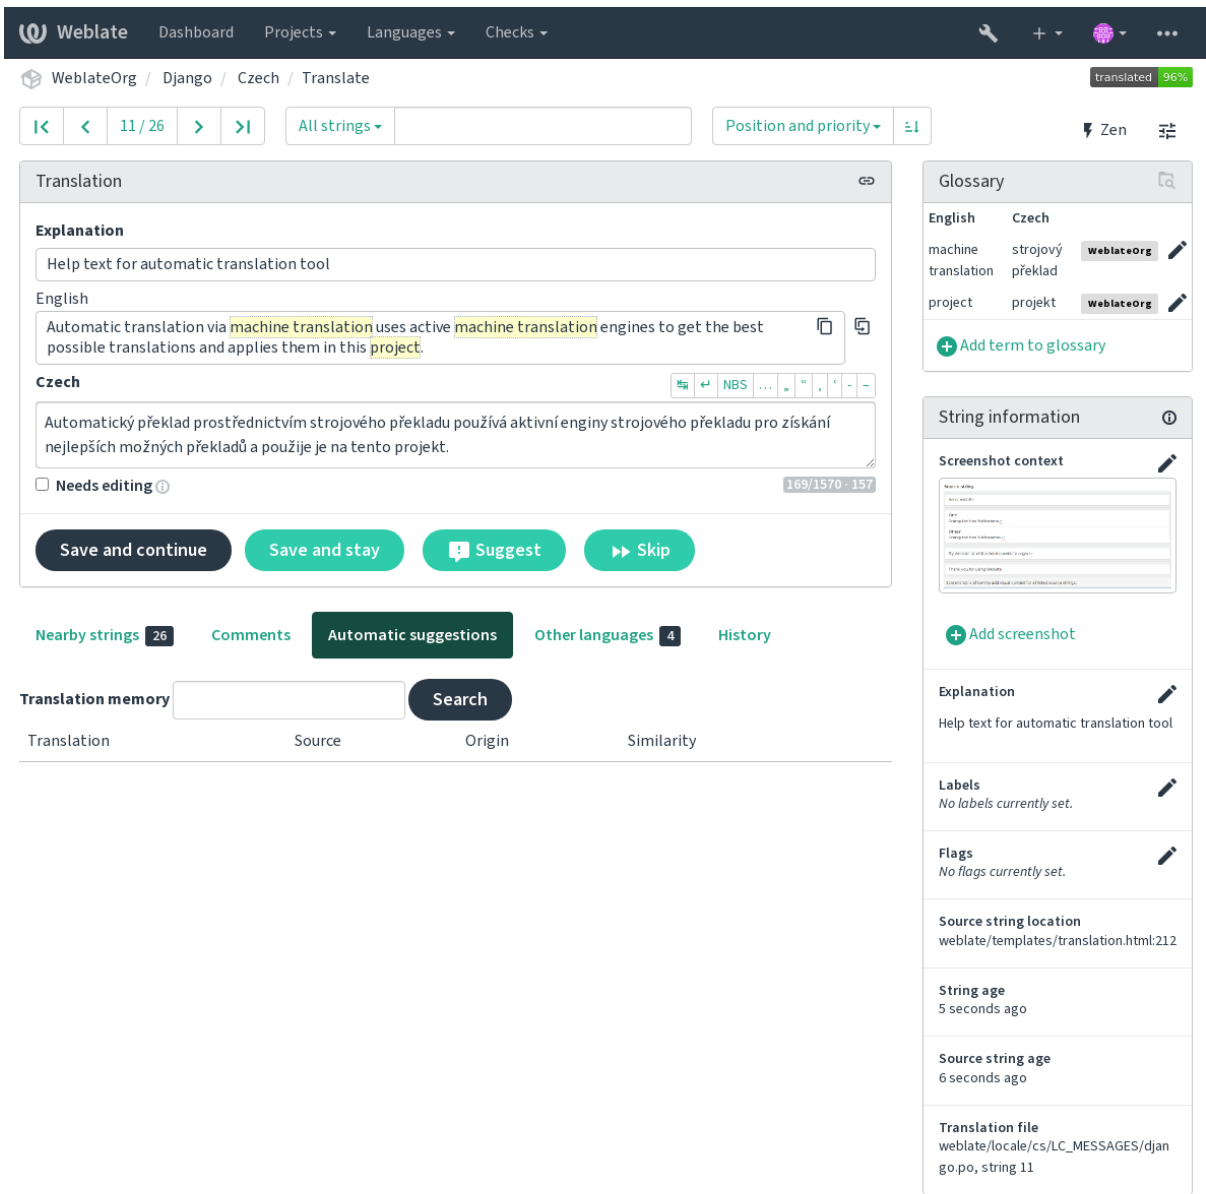 Weblate Dashboard Projects Languages Checks
WeblateOrg / Django / Czech / Translate
translated 96%
11 / 26 All strings Position and priority Zen
Translation
Explanation
Help text for automatic translation tool
English
Automatic translation via machine translation uses active machine translation engines to get the best
possible translations and applies them in this project.
Czech
↹ ↵ NBS … „ “ ‚ ‘ - –
Automatický překlad prostřednictvím strojového překladu používá aktivní enginy strojového překladu pro získání
nejlepších možných překladů a použije je na tento projekt.
Needs editing
169/1570 · 157
Save and continue Save and stay Suggest Skip
Nearby strings 26 Comments Automatic suggestions Other languages 4 History
Translation memory Search
Translation Source Origin Similarity
Glossary
English Czech
machine strojový WeblateOrg
translation překlad
project projekt WeblateOrg
Add term to glossary
String information
Screenshot context
Add screenshot
Explanation
Help text for automatic translation tool
Labels
No labels currently set.
Flags
No flags currently set.
Source string location
weblate/templates/translation.html:212
String age
5 seconds ago
Source string age
6 seconds ago
Translation file
weblate/locale/cs/LC_MESSAGES/djan
go.po, string 11